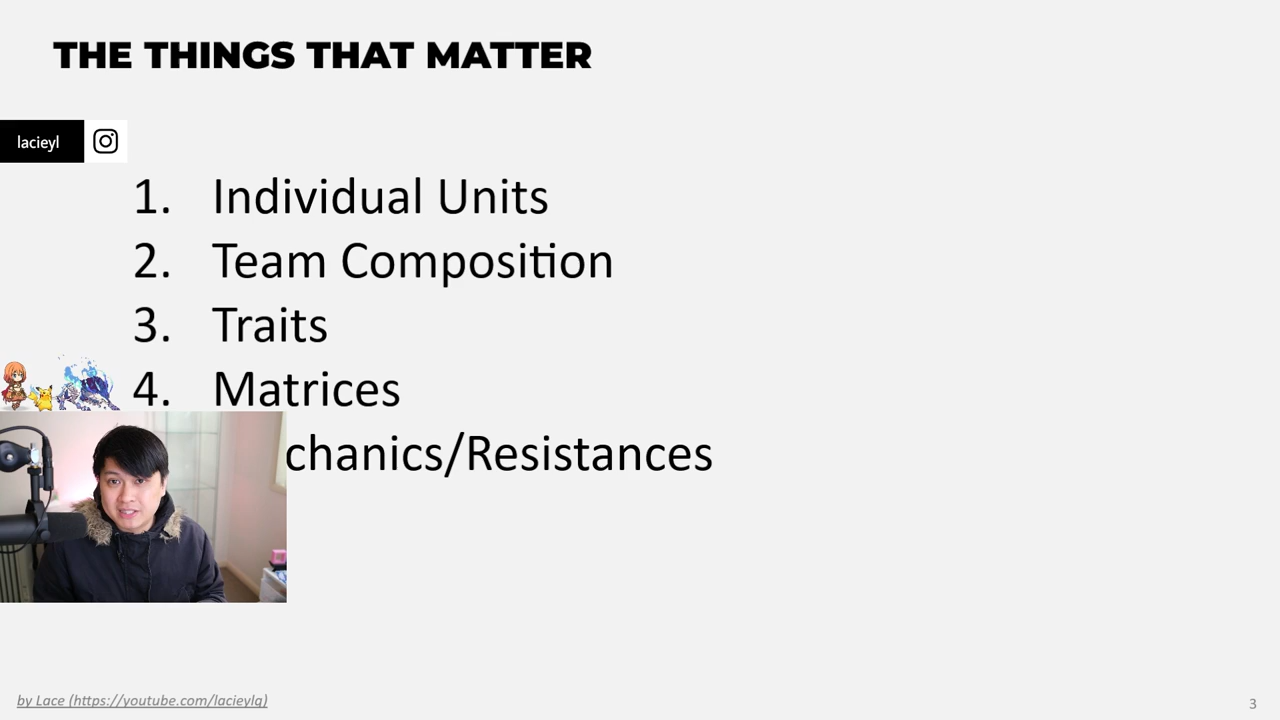 THE THINGS THAT MATTER
lacieyl
1. Individual Units
2. Team Composition
3. Traits
4. Matrices
chanics/Resistances
by Lace (https://youtube.com/lacieylq)
3